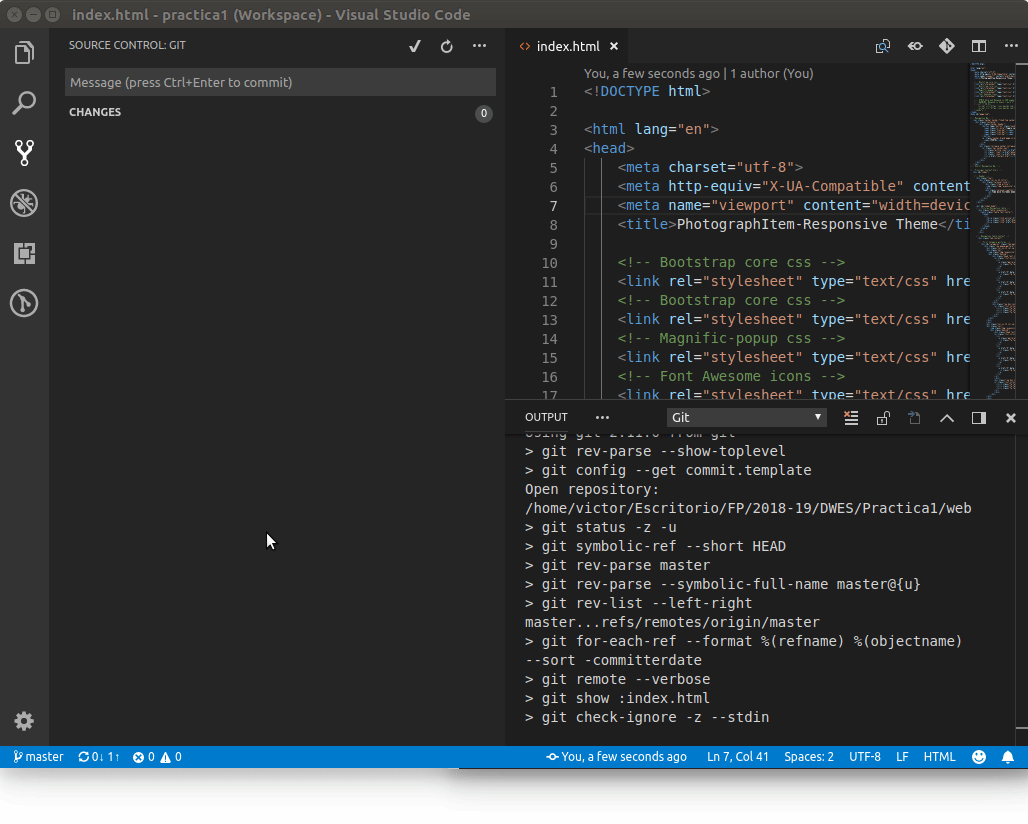 index.html - practica1 (Workspace) - Visual Studio Code
SOURCE CONTROL: GIT
Message (press Ctrl+Enter to commit)
CHANGES
0
index.html
You, a few seconds ago | 1 author (You)
1 <!DOCTYPE html>
2
3 <html lang="en">
4 <head>
5 <meta charset="utf-8">
6 <meta http-equiv="X-UA-Compatible" content
7 <meta name="viewport" content="width=devic
8 <title>PhotographItem-Responsive Theme</ti
9
10 <!-- Bootstrap core css -->
11 <link rel="stylesheet" type="text/css" hre
12 <!-- Bootstrap core css -->
13 <link rel="stylesheet" type="text/css" hre
14 <!-- Magnific-popup css -->
15 <link rel="stylesheet" type="text/css" hre
16 <!-- Font Awesome icons -->
17 <link rel="stylesheet" type="text/css" hre
OUTPUT
Git
Using git 2.11.0 from git
> git rev-parse --show-toplevel
> git config --get commit.template
Open repository:
/home/victor/Escritorio/FP/2018-19/DWES/Practica1/web
> git status -z -u
> git symbolic-ref --short HEAD
> git rev-parse master
> git rev-parse --symbolic-full-name master@{u}
> git rev-list --left-right
master...refs/remotes/origin/master
> git for-each-ref --format %(refname) %(objectname)
--sort -committerdate
> git remote --verbose
> git show :index.html
> git check-ignore -z --stdin
master 0↓ 1↑ 0 0 You, a few seconds ago Ln 7, Col 41 Spaces: 2 UTF-8 LF HTML